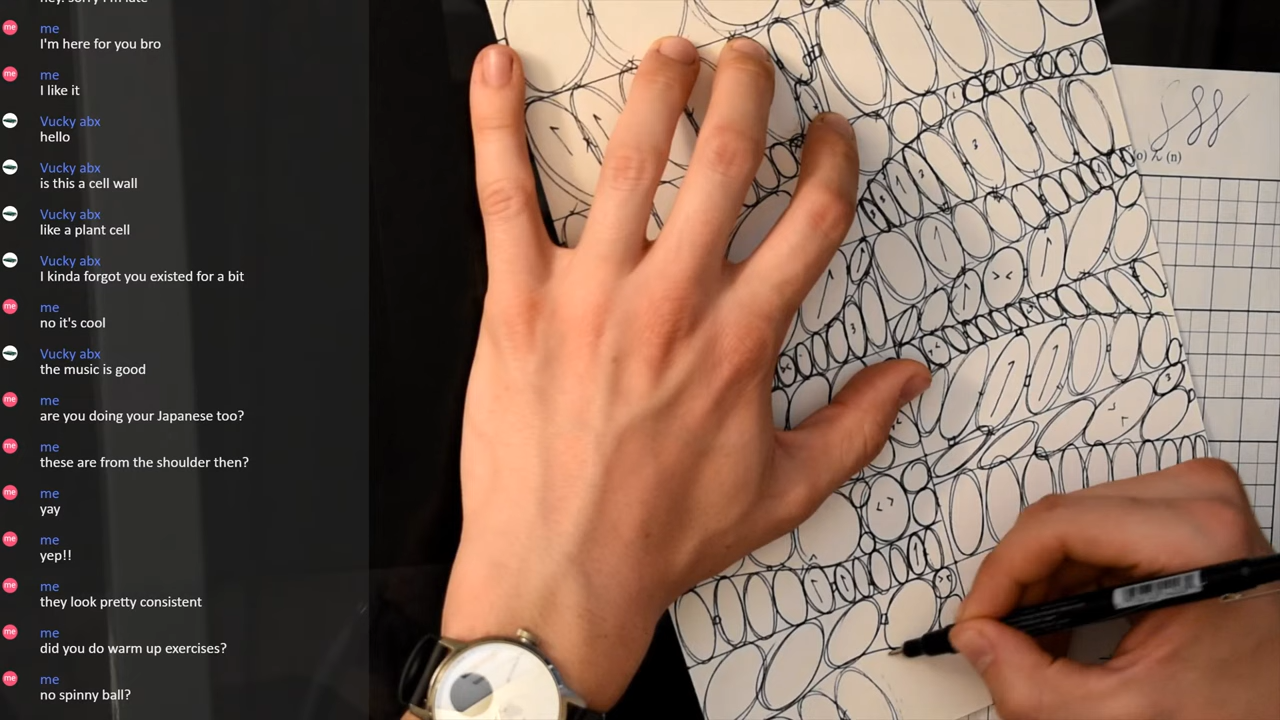 hey! sorry I'm late
me
I'm here for you bro
me
I like it
Vucky abx
hello
Vucky abx
is this a cell wall
Vucky abx
like a plant cell
Vucky abx
I kinda forgot you existed for a bit
me
no it's cool
Vucky abx
the music is good
me
are you doing your Japanese too?
me
these are from the shoulder then?
me
yay
me
yep!!
me
they look pretty consistent
me
did you do warm up exercises?
me
no spinny ball?
(n)